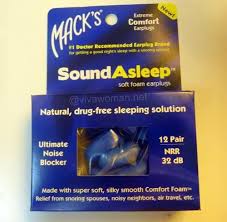 MACK'S®
Extreme
Comfort
Earplugs
New!
#1 Doctor Recommended Earplug Brand
for getting a good night's sleep with a snoring spouse.
SoundAsleep™
soft foam earplugs
@vivawoman.net
Natural, drug-free sleeping solution
Ultimate
Noise
Blocker
12 Pair
NRR
32 dB
Made with super soft, silky smooth Comfort Foam™
Relief from snoring spouses, noisy neighbors, air travel, etc.